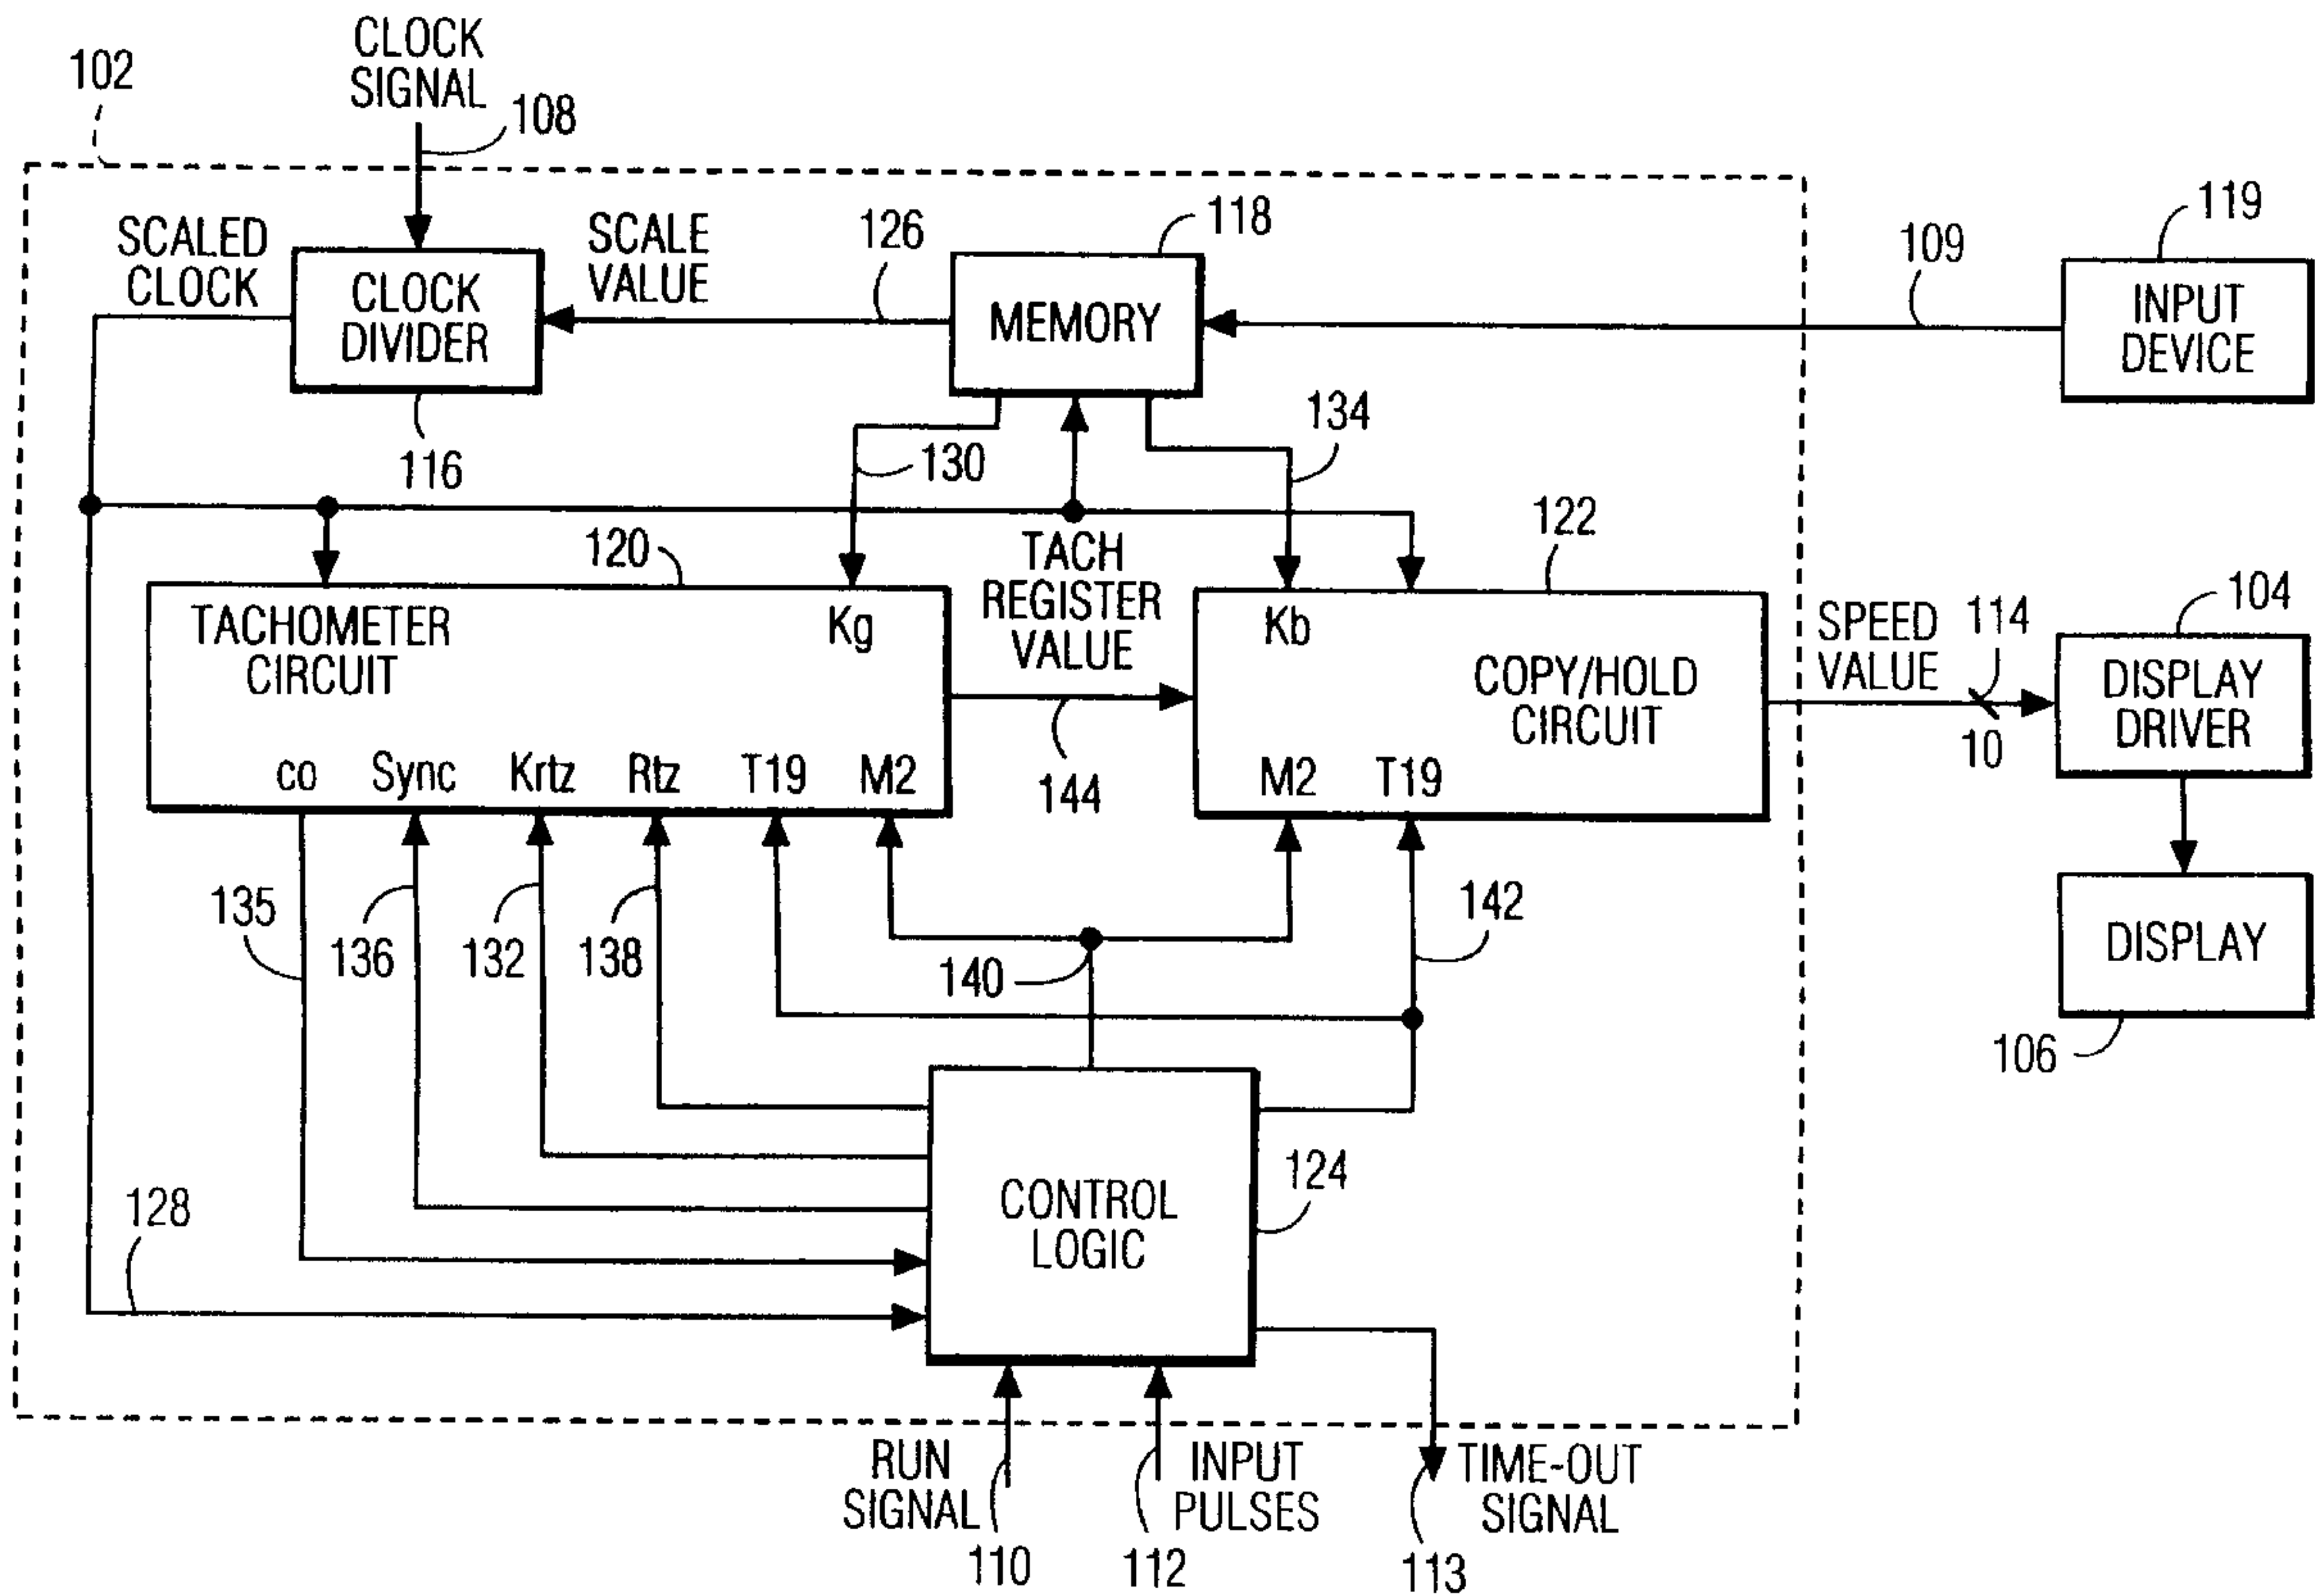 CLOCK
SIGNAL
102
108
SCALED
CLOCK
CLOCK
DIVIDER
SCALE
VALUE
126
118
MEMORY
109
119
INPUT
DEVICE
116
130
134
120
TACHOMETER
CIRCUIT
Kg
TACH
REGISTER
VALUE
122
Kb
COPY/HOLD
CIRCUIT
SPEED
VALUE
114
10
104
DISPLAY
DRIVER
co
Sync
Krtz
Rtz
T19
M2
144
M2
T19
135
136
132
138
140
142
DISPLAY
106
128
CONTROL
LOGIC
124
RUN
SIGNAL
110
INPUT
PULSES
112
TIME-OUT
SIGNAL
113